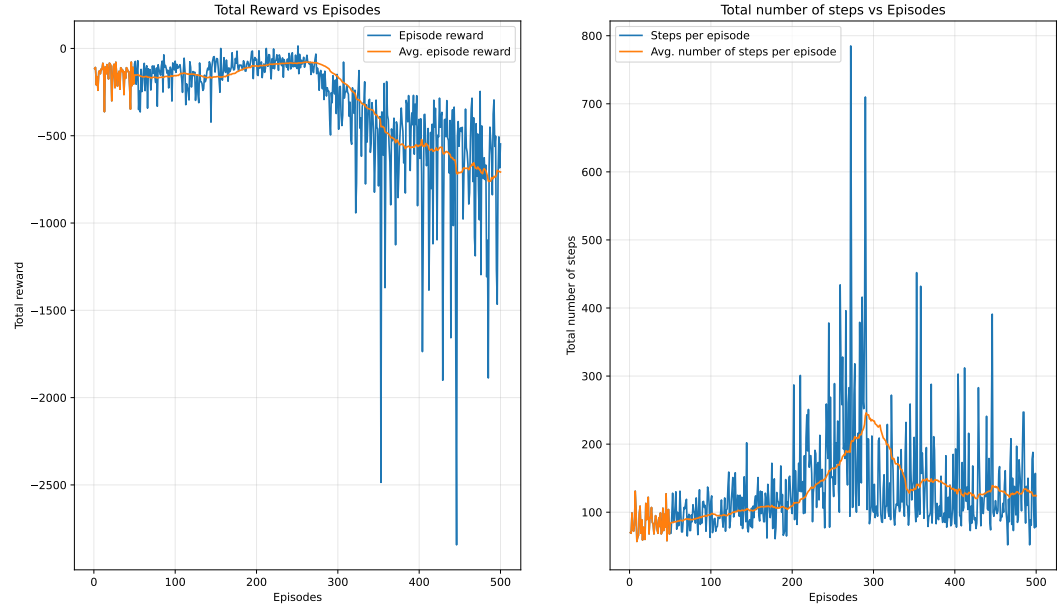 Total Reward vs Episodes
Episode reward
Avg. episode reward
0
−500
−1000
−1500
−2000
−2500
Total reward
0 100 200 300 400 500
Episodes
Total number of steps vs Episodes
Steps per episode
Avg. number of steps per episode
800
700
600
500
400
300
200
100
Total number of steps
0 100 200 300 400 500
Episodes